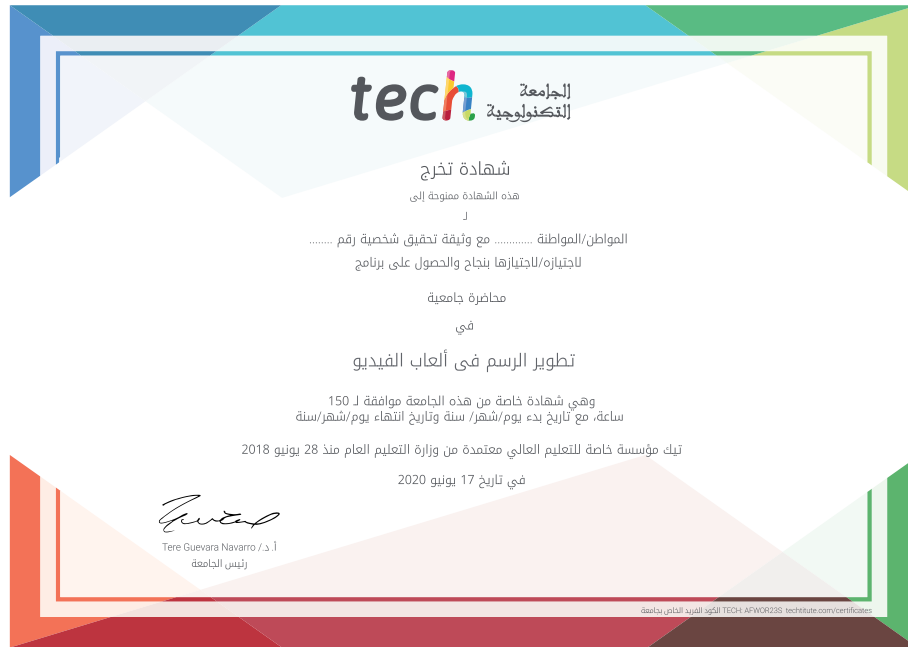 tech الجامعة
التكنولوجية
شهادة تخرج
هذه الشهادة ممنوحة إلى
لـ
المواطن/المواطنة ............. مع وثيقة تحقيق شخصية رقم ........
لاجتيازه/لاجتيازها بنجاح والحصول على برنامج
محاضرة جامعية
في
تطوير الرسم فى ألعاب الفيديو
وهي شهادة خاصة من هذه الجامعة موافقة لـ 150
ساعة، مع تاريخ بدء يوم/شهر/ سنة وتاريخ انتهاء يوم/شهر/سنة
تيك مؤسسة خاصة للتعليم العالي معتمدة من وزارة التعليم العام منذ 28 يونيو 2018
في تاريخ 17 يونيو 2020
أ. د./ Tere Guevara Navarro
رئيس الجامعة
الكود الفريد الخاص بجامعة TECH: AFWOR23S techtitute.com/certificates